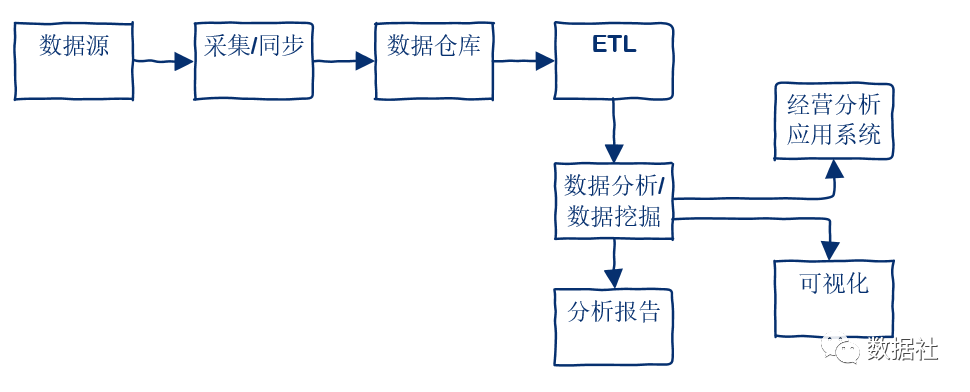 数据源
采集/同步
数据仓库
ETL
经营分析
应用系统
数据分析/
数据挖掘
可视化
分析报告
数据社